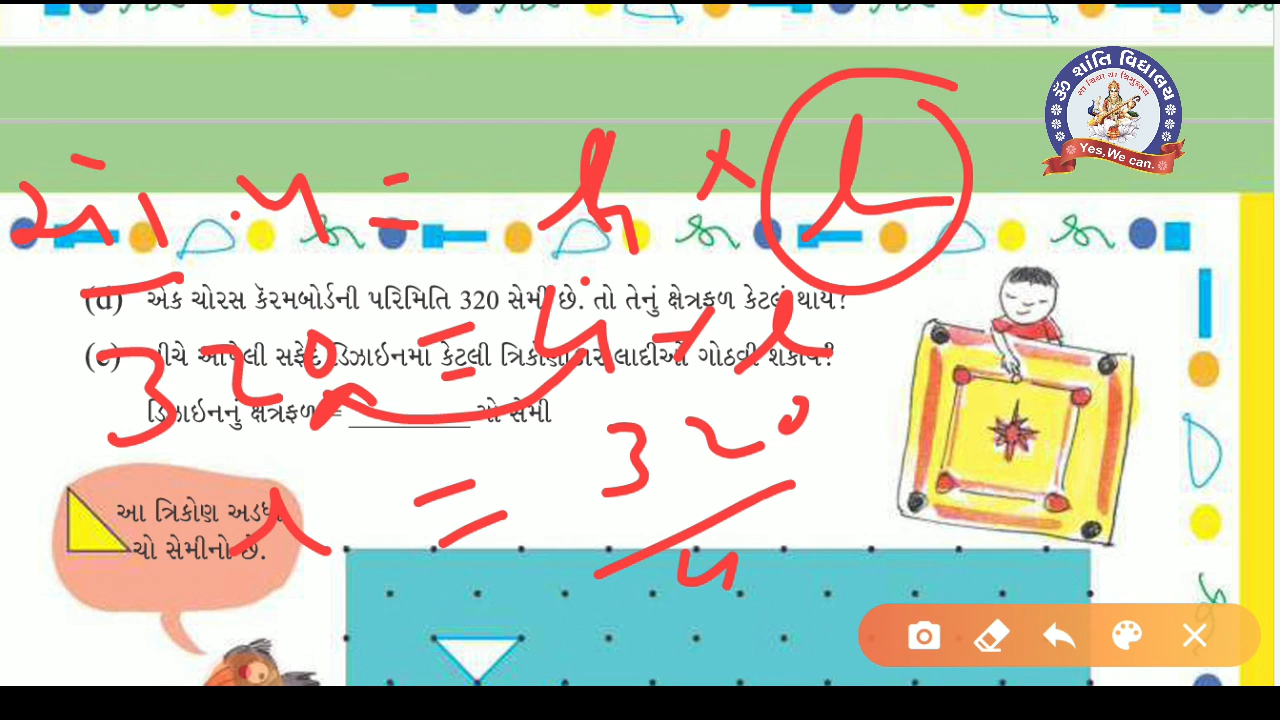 ૐ શાંતિ વિદ્યાલય
Yes,We can.
(d) એક ચોરસ કૅરમબોર્ડની પરિમિતિ 320 સેમી છે. તો તેનું ક્ષેત્રફળ કેટલું થાય?
(e) નીચે આપેલી સફેદ ડિઝાઇનમાં કેટલી ત્રિકોણાકાર લાદીઓ ગોઠવી શકાય?
ડિઝાઇનનું ક્ષેત્રફળ = ચો સેમી
320 = 4 × l
l = 320/4
આ ત્રિકોણ અડધા
ચો સેમીનો છે.